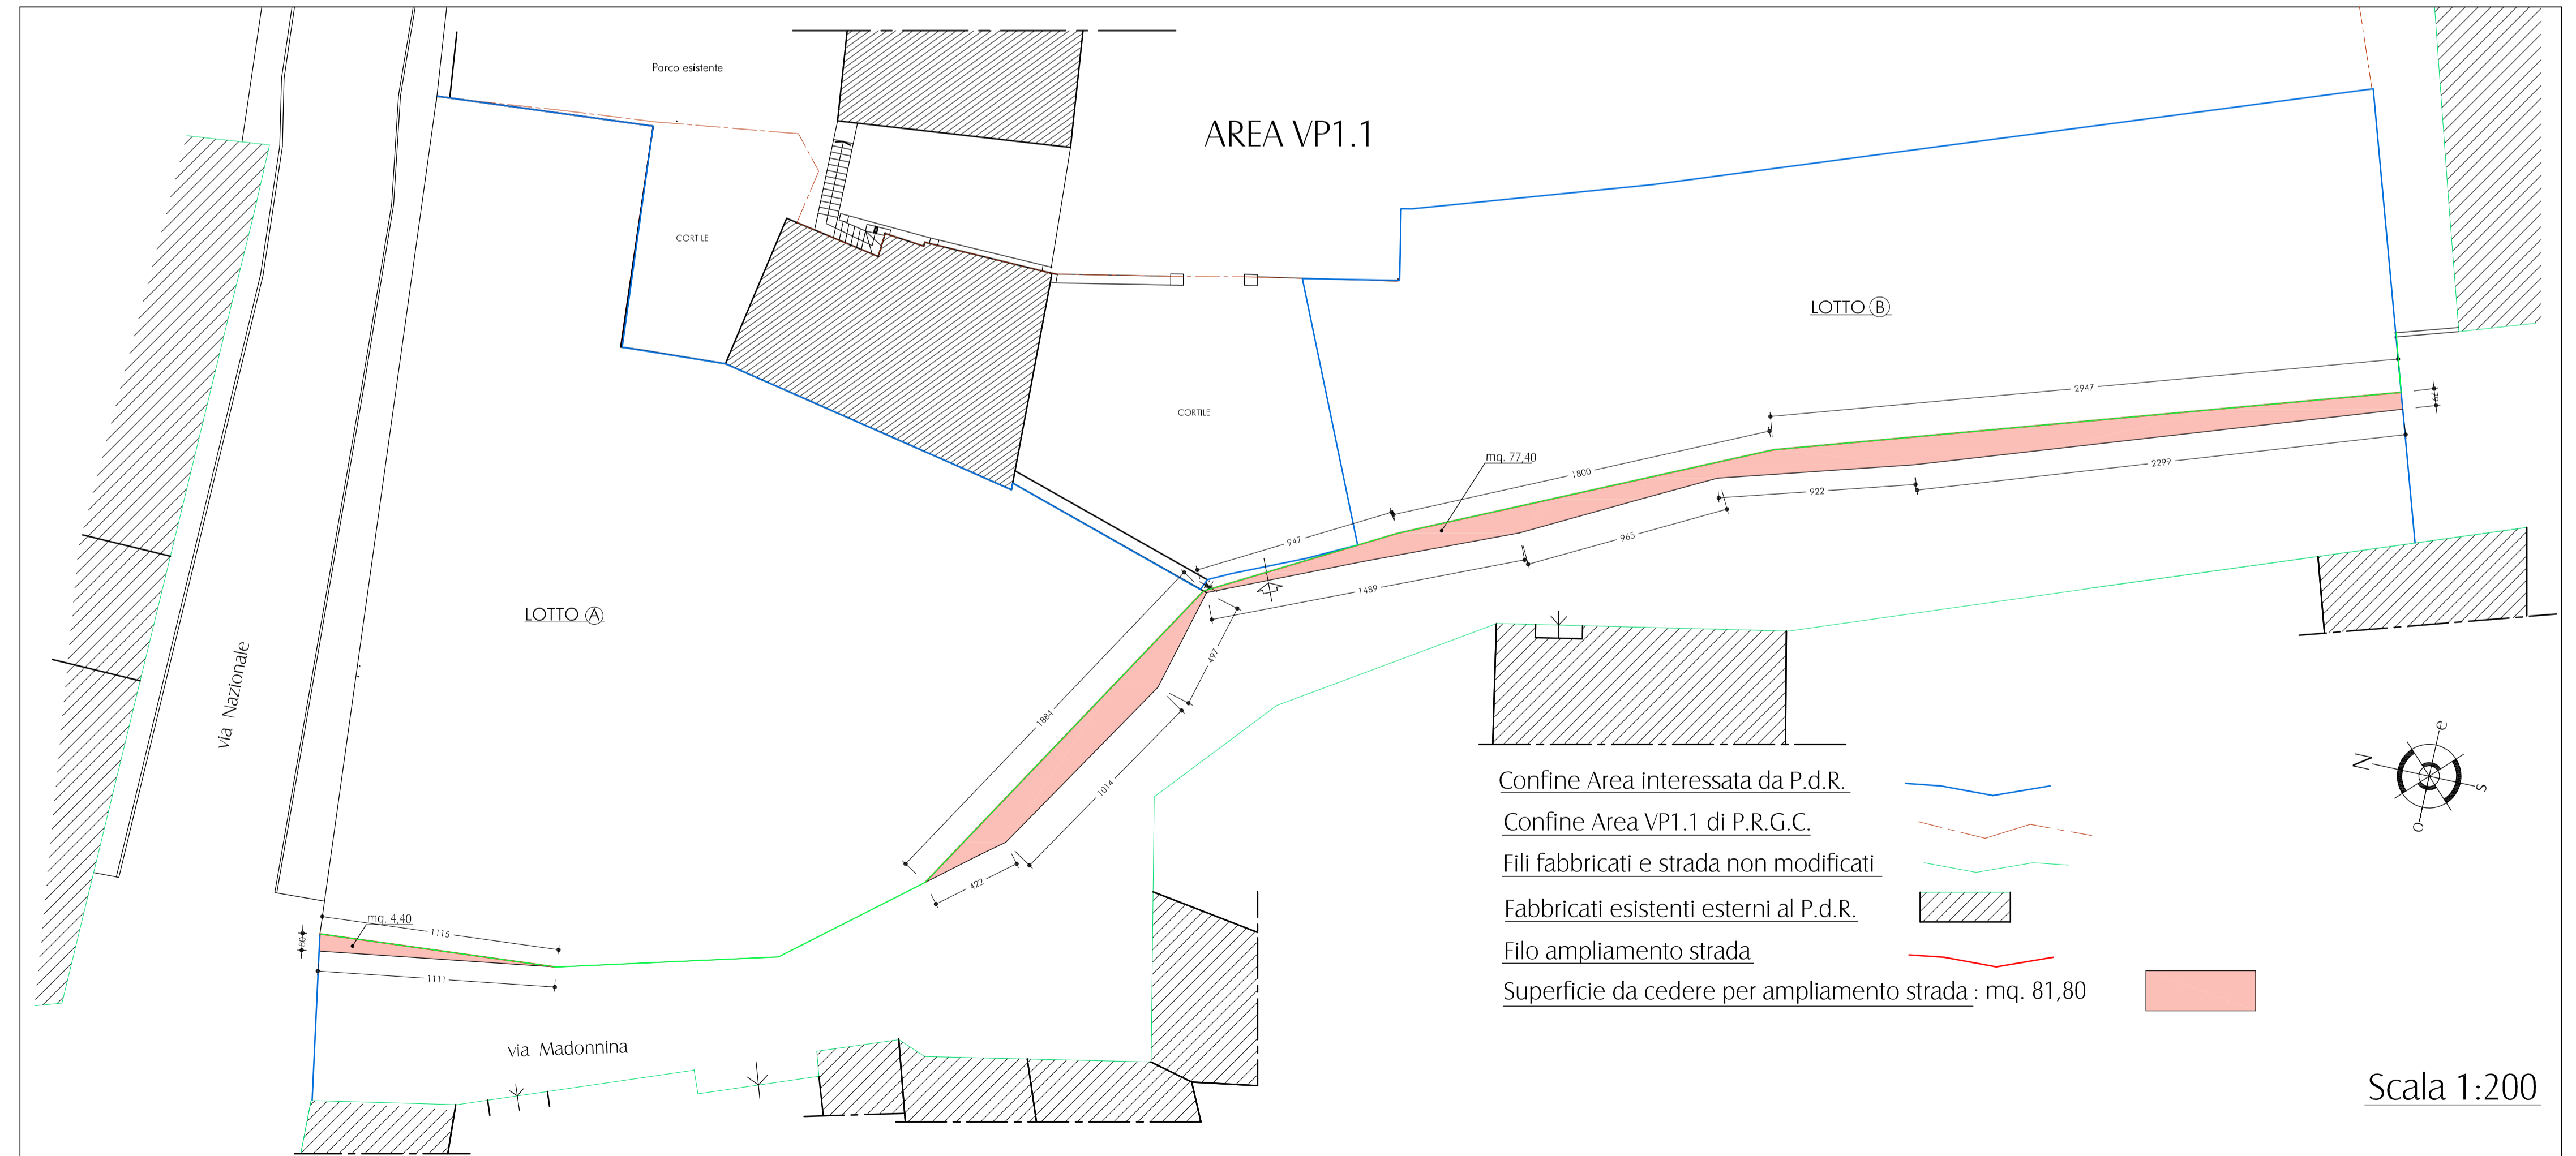 Parco esistente
AREA VP1.1
CORTILE
LOTTO B
2947
79
CORTILE
mq. 77,40
1800
2299
922
947
965
1489
LOTTO A
497
via Nazionale
1884
1014
422
mq. 4,40
1115
80
1111
via Madonnina
N
e
s
o
Confine Area interessata da P.d.R.
Confine Area VP1.1 di P.R.G.C.
Fili fabbricati e strada non modificati
Fabbricati esistenti esterni al P.d.R.
Filo ampliamento strada
Superficie da cedere per ampliamento strada : mq. 81,80
Scala 1:200